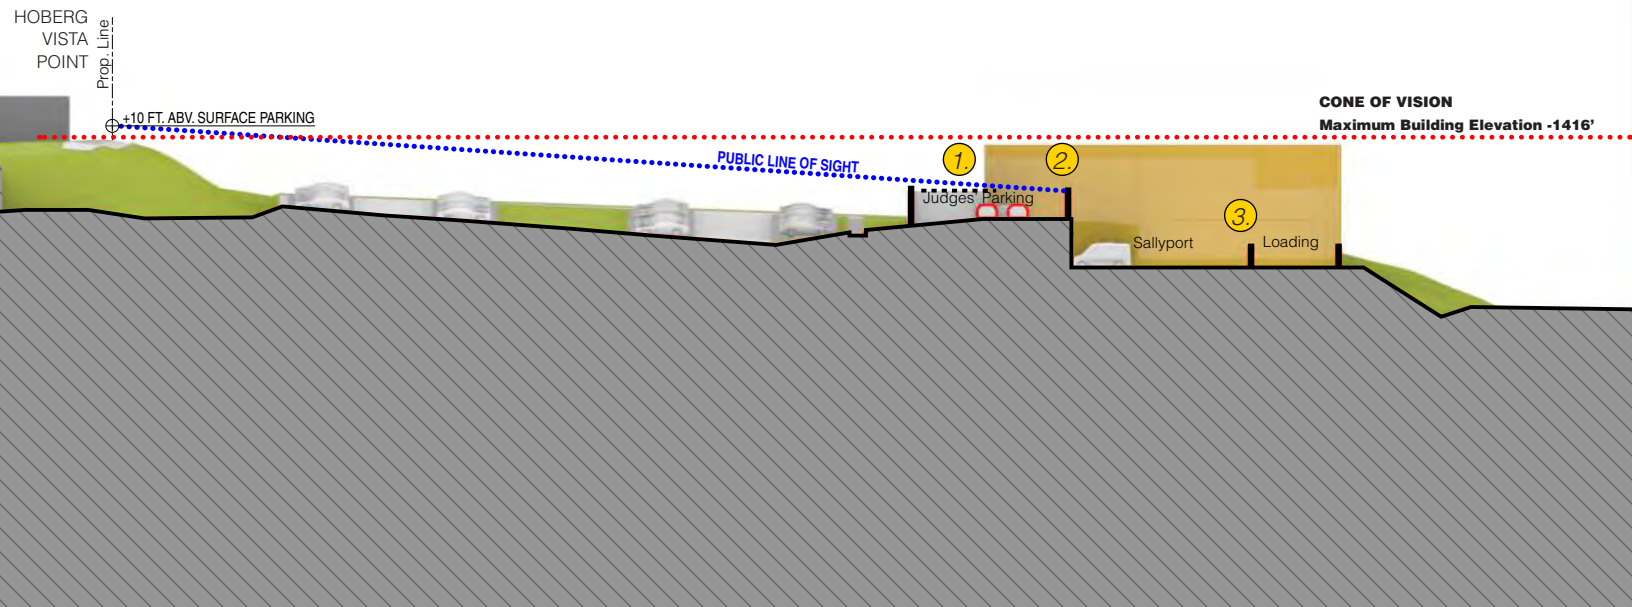 HOBERG
VISTA
POINT
Prop. Line
+10 FT. ABV. SURFACE PARKING
CONE OF VISION
Maximum Building Elevation -1416'
PUBLIC LINE OF SIGHT
1.
2.
Judges' Parking
3.
Sallyport
Loading